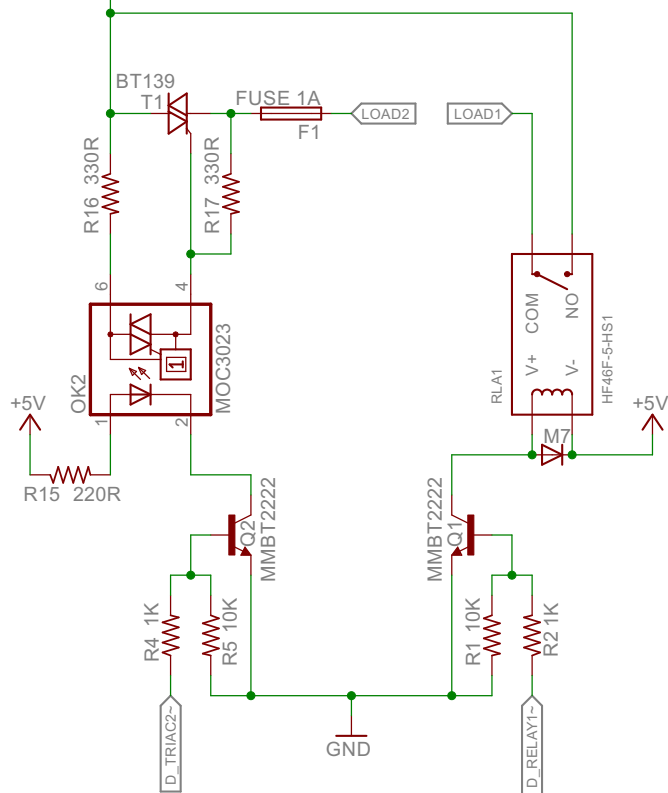 BT139
T1
FUSE 1A
F1
LOAD2
LOAD1
R16 330R
R17 330R
6
4
OK2
MOC3023
1
1
2
COM
NO
V+
V-
RLA1
HF46F-5-HS1
+5V
+5V
M7
R15 220R
Q2
MMBT2222
MMBT2222
Q1
R4 1K
R5 10K
R1 10K
R2 1K
D_TRIAC2~
GND
D_RELAY1~